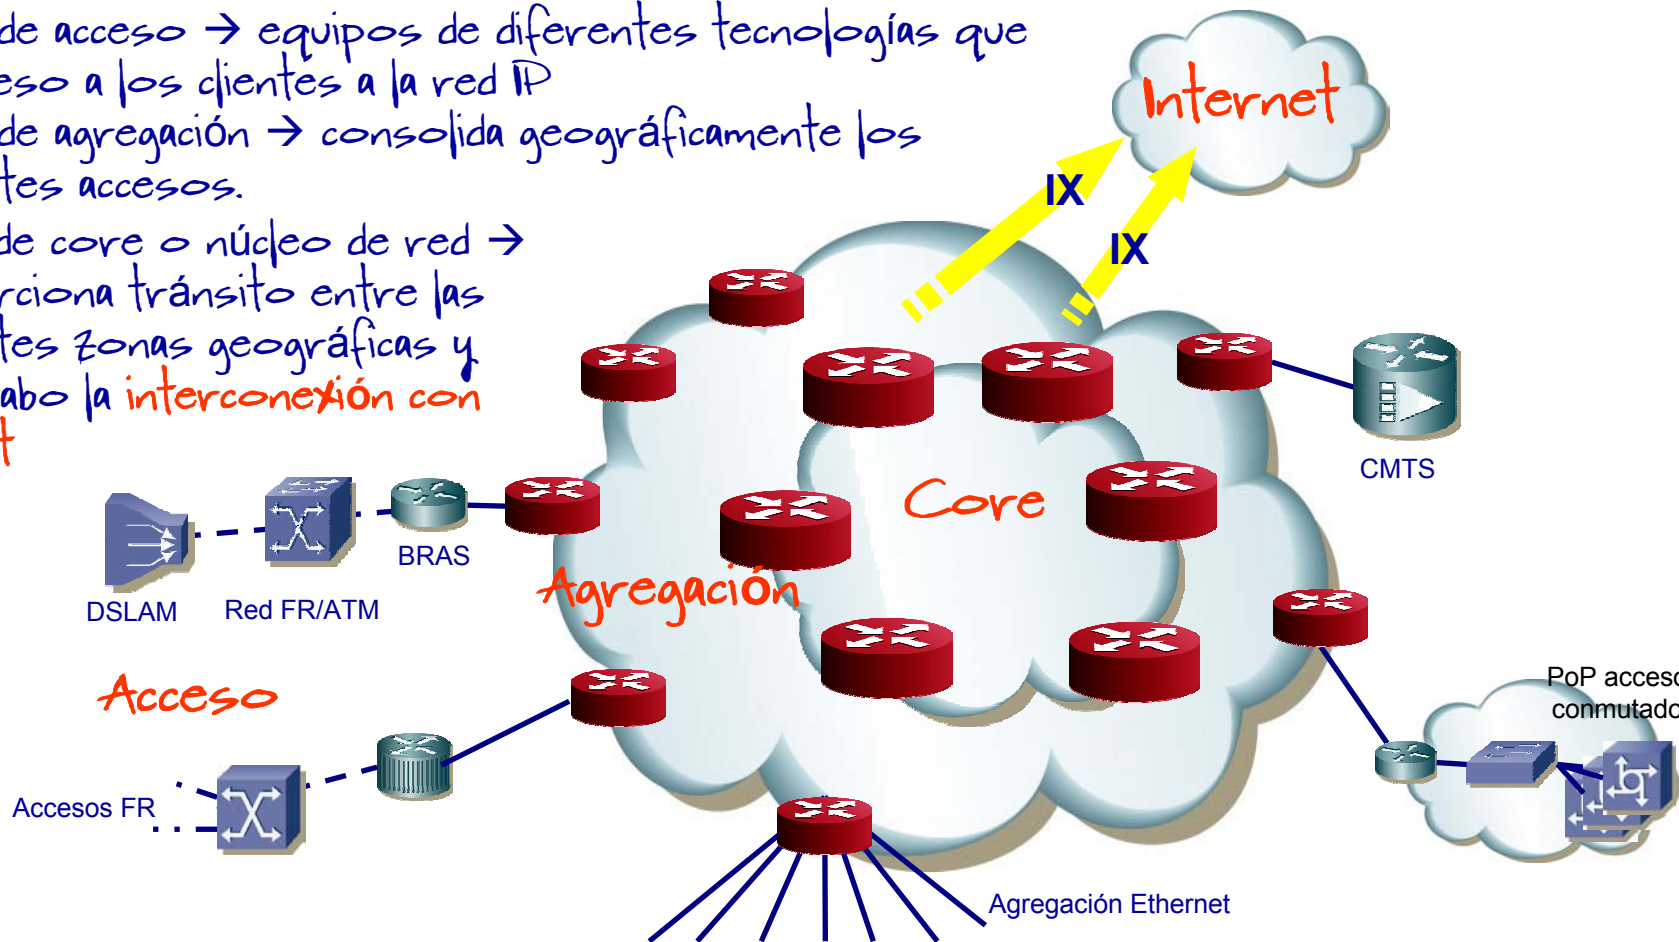 de acceso → equipos de diferentes tecnologías que
eso a los clientes a la red IP
de agregación → consolida geográficamente los
tes accesos.
de core o núcleo de red →
rciona tránsito entre las
tes zonas geográficas y
abo la interconexión con
t
Internet
IX
IX
CMTS
Core
BRAS
Agregación
DSLAM
Red FR/ATM
Acceso
PoP acceso
conmutado
Accesos FR
Agregación Ethernet